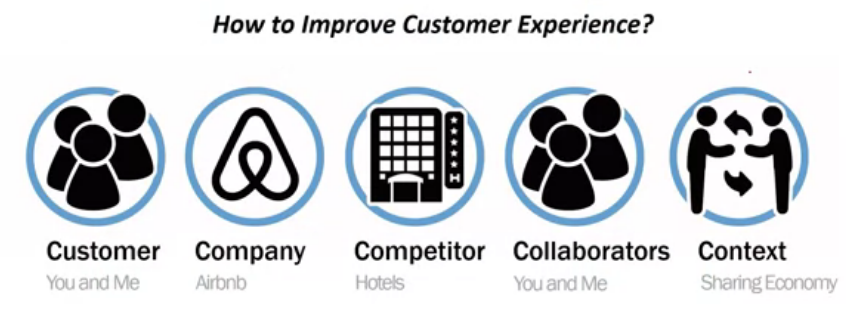 How to Improve Customer Experience?
H
Customer Company Competitor Collaborators Context
You and Me Airbnb Hotels You and Me Sharing Economy